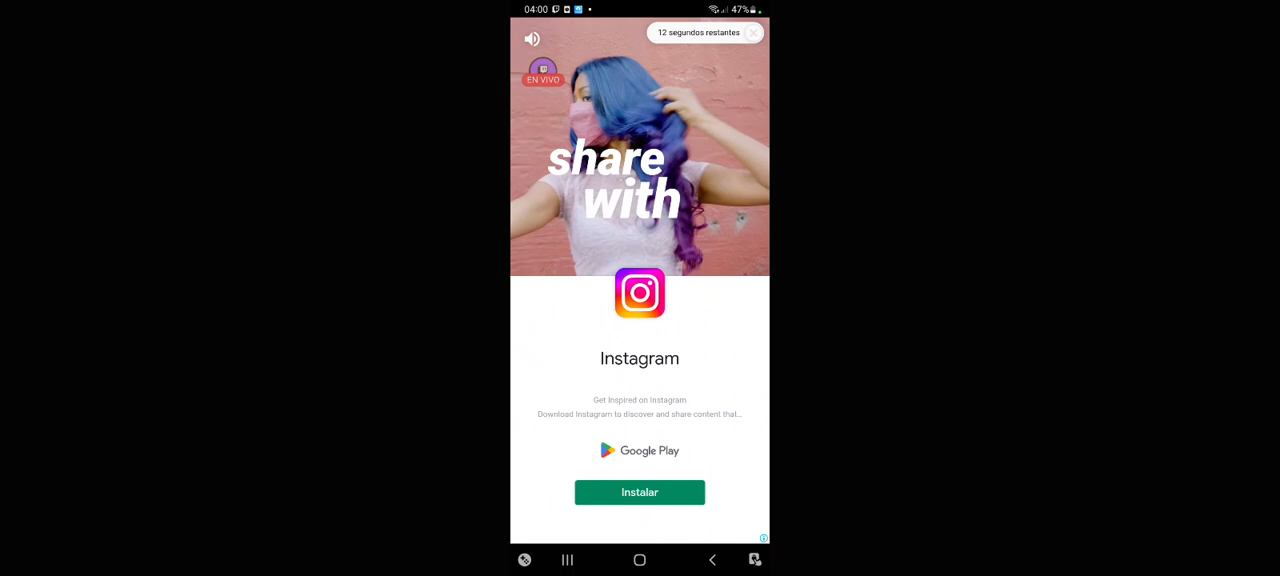 04:00
47%
12 segundos restantes
EN VIVO
share
with
Instagram
Get Inspired on Instagram
Download Instagram to discover and share content that...
Google Play
Instalar